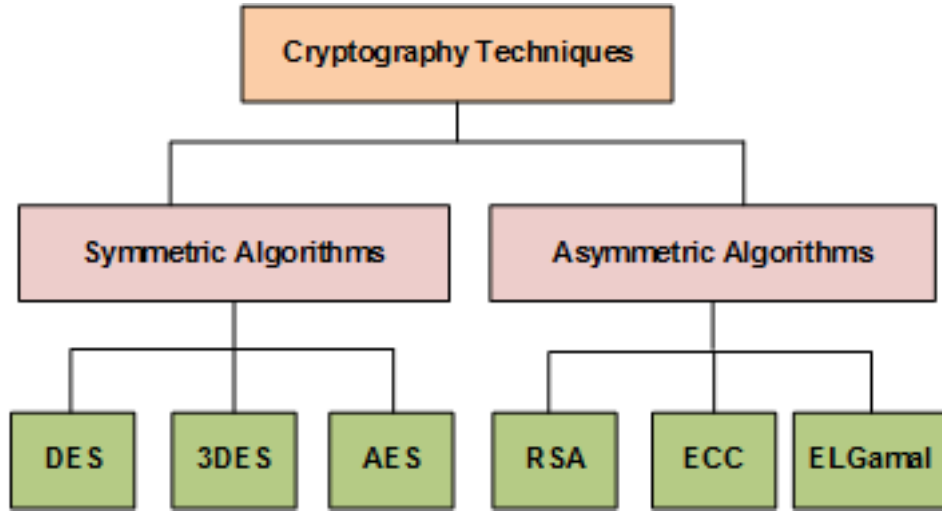 Cryptography Techniques
Symmetric Algorithms
Asymmetric Algorithms
DES
3DES
AES
RSA
ECC
ELGamal